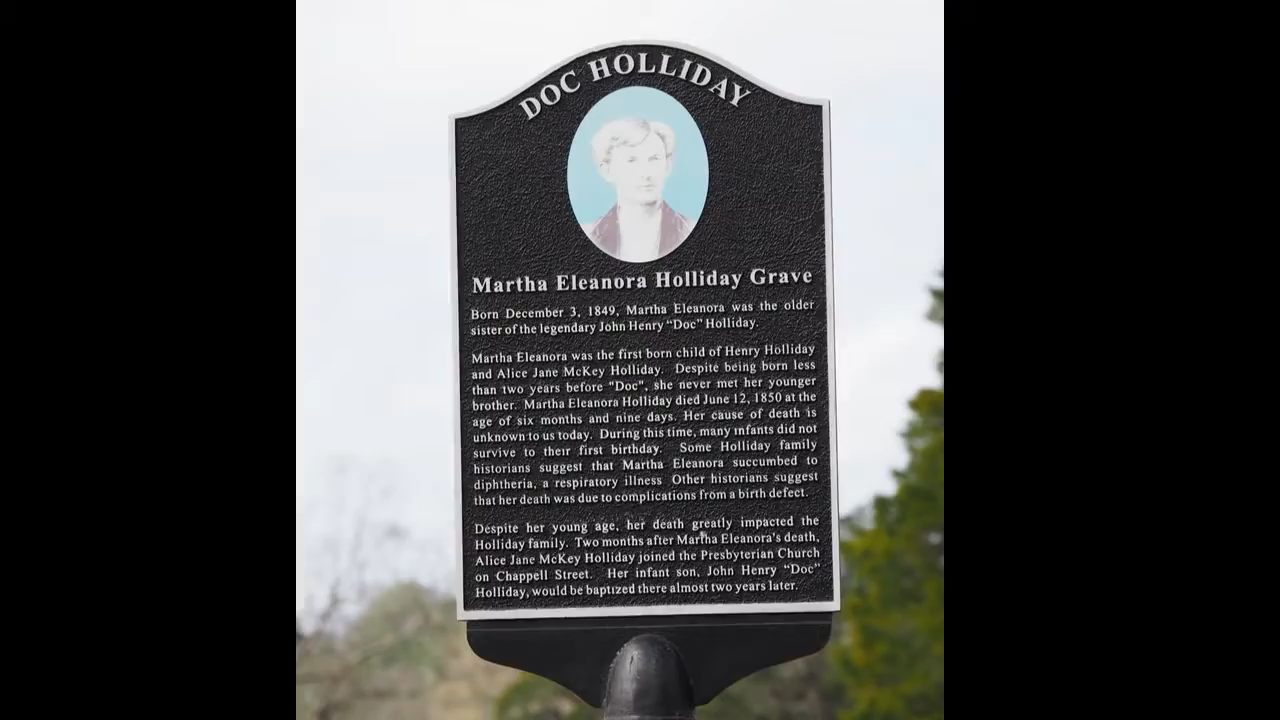 DOC HOLLIDAY
Martha Eleanora Holliday Grave
Born December 3, 1849, Martha Eleanora was the older
sister of the legendary John Henry “Doc” Holliday.
Martha Eleanora was the first born child of Henry Holliday
and Alice Jane McKey Holliday. Despite being born less
than two years before "Doc", she never met her younger
brother. Martha Eleanora Holliday died June 12, 1850 at the
age of six months and nine days. Her cause of death is
unknown to us today. During this time, many infants did not
survive to their first birthday. Some Holliday family
historians suggest that Martha Eleanora succumbed to
diphtheria, a respiratory illness Other historians suggest
that her death was due to complications from a birth defect.
Despite her young age, her death greatly impacted the
Holliday family. Two months after Martha Eleanora's death,
Alice Jane McKey Holliday joined the Presbyterian Church
on Chappell Street. Her infant son, John Henry “Doc”
Holliday, would be baptized there almost two years later.